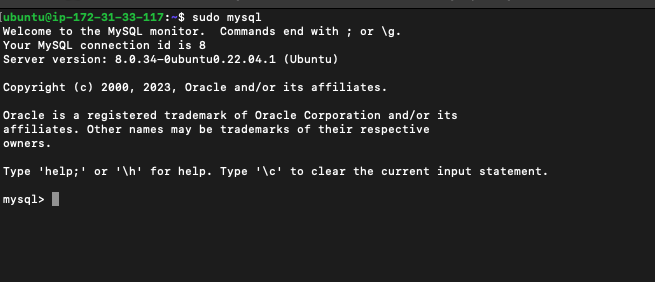 [ubuntu@ip-172-31-33-117:~$ sudo mysql
Welcome to the MySQL monitor.  Commands end with ; or \g.
Your MySQL connection id is 8
Server version: 8.0.34-0ubuntu0.22.04.1 (Ubuntu)
Copyright (c) 2000, 2023, Oracle and/or its affiliates.
Oracle is a registered trademark of Oracle Corporation and/or its
affiliates. Other names may be trademarks of their respective
owners.
Type 'help;' or '\h' for help. Type '\c' to clear the current input statement.
mysql>